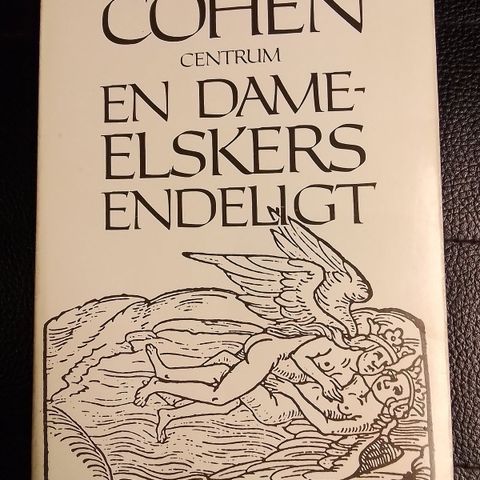 COHEN
CENTRUM
EN DAME-
ELSKERS
ENDELIGT